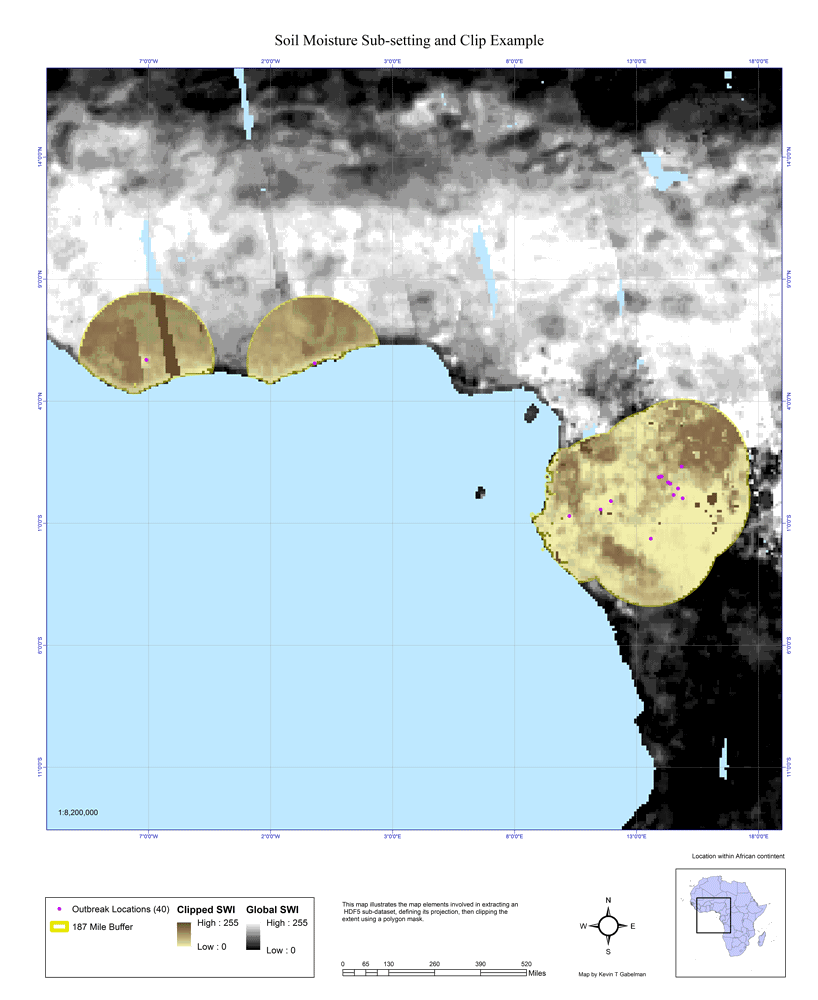 Soil Moisture Sub-setting and Clip Example
7°0'0"W 2°0'0"W 3°0'0"E 8°0'0"E 13°0'0"E 18°0'0"E
14°0'0"N 14°0'0"N
9°0'0"N 9°0'0"N
4°0'0"N 4°0'0"N
1°0'0"S 1°0'0"S
6°0'0"S 6°0'0"S
11°0'0"S 11°0'0"S
1:8,200,000
7°0'0"W 2°0'0"W 3°0'0"E 8°0'0"E 13°0'0"E 18°0'0"E
Location within African contintent
Outbreak Locations (40)
187 Mile Buffer
Clipped SWI
High : 255
Low : 0
Global SWI
High : 255
Low : 0
This map illustrates the map elements involved in extracting an
HDF5 sub-dataset, defining its projection, then clipping the
extent using a polygon mask.
0 65 130 260 390 520
Miles
N
W E
S
Map by Kevin T Gabelman